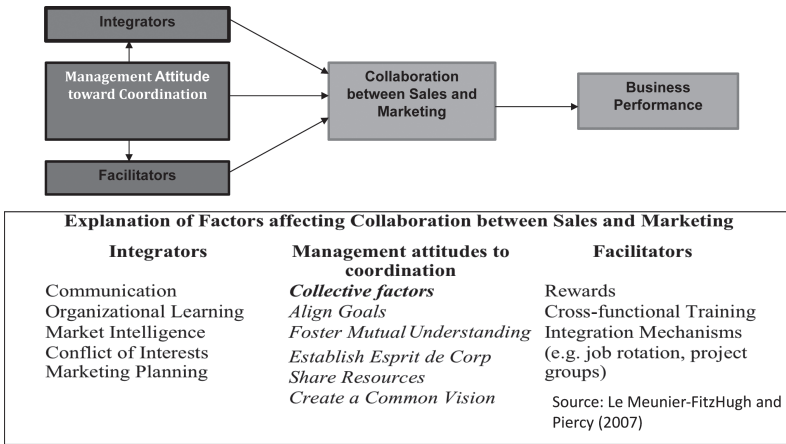 Integrators
Management Attitude
toward Coordination
Facilitators
Collaboration
between Sales and
Marketing
Business
Performance
Explanation of Factors affecting Collaboration between Sales and Marketing
Integrators
Communication
Organizational Learning
Market Intelligence
Conflict of Interests
Marketing Planning
Management attitudes to
coordination
Collective factors
Align Goals
Foster Mutual Understanding
Establish Esprit de Corp
Share Resources
Create a Common Vision
Facilitators
Rewards
Cross-functional Training
Integration Mechanisms
(e.g. job rotation, project
groups)
Source: Le Meunier-FitzHugh and
Piercy (2007)